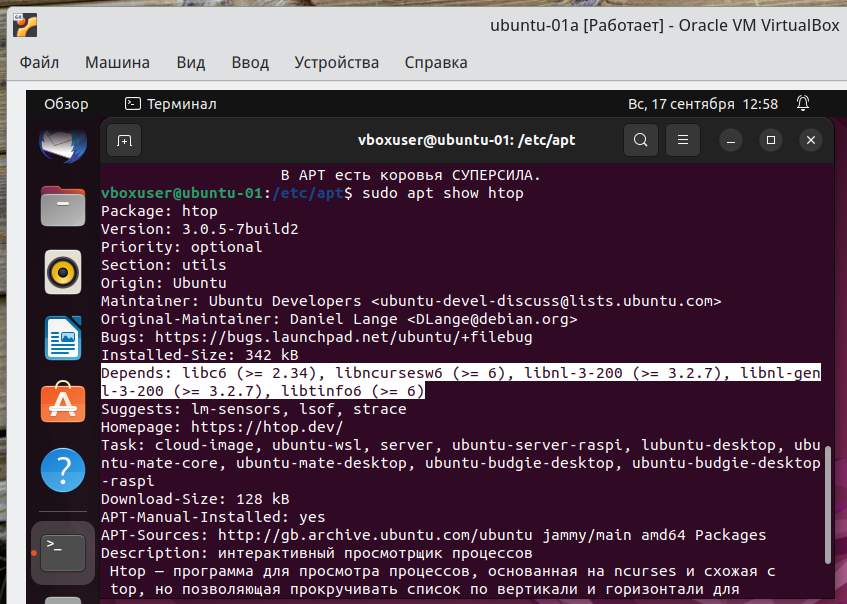 ubuntu-01a [Работает] - Oracle VM VirtualBox
Файл Машина Вид Ввод Устройства Справка
Обзор Терминал Вс, 17 сентября 12:58
vboxuser@ubuntu-01: /etc/apt
В APT есть коровья СУПЕРСИЛА.
vboxuser@ubuntu-01:/etc/apt$ sudo apt show htop
Package: htop
Version: 3.0.5-7build2
Priority: optional
Section: utils
Origin: Ubuntu
Maintainer: Ubuntu Developers <ubuntu-devel-discuss@lists.ubuntu.com>
Original-Maintainer: Daniel Lange <DLange@debian.org>
Bugs: https://bugs.launchpad.net/ubuntu/+filebug
Installed-Size: 342 kB
Depends: libc6 (>= 2.34), libncursesw6 (>= 6), libnl-3-200 (>= 3.2.7), libnl-gen
l-3-200 (>= 3.2.7), libtinfo6 (>= 6)
Suggests: lm-sensors, lsof, strace
Homepage: https://htop.dev/
Task: cloud-image, ubuntu-wsl, server, ubuntu-server-raspi, lubuntu-desktop, ubu
ntu-mate-core, ubuntu-mate-desktop, ubuntu-budgie-desktop, ubuntu-budgie-desktop
-raspi
Download-Size: 128 kB
APT-Manual-Installed: yes
APT-Sources: http://gb.archive.ubuntu.com/ubuntu jammy/main amd64 Packages
Description: интерактивный просмотрщик процессов
Htop — программа для просмотра процессов, основанная на ncurses и схожая с
top, но позволяющая прокручивать список по вертикали и горизонтали для